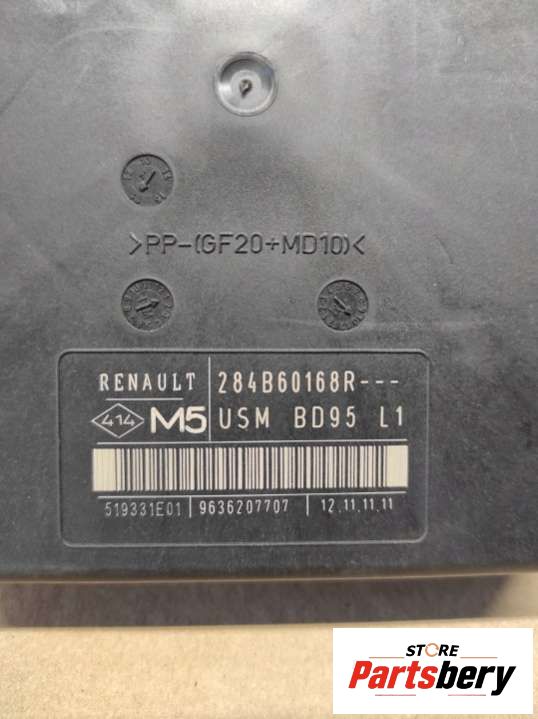 >PP-(GF20+MD10)<
RENAULT 284B60168R---
414 M5 USM BD95 L1
519331E01 9636207707 12.11.11.11
STORE
Partsbery